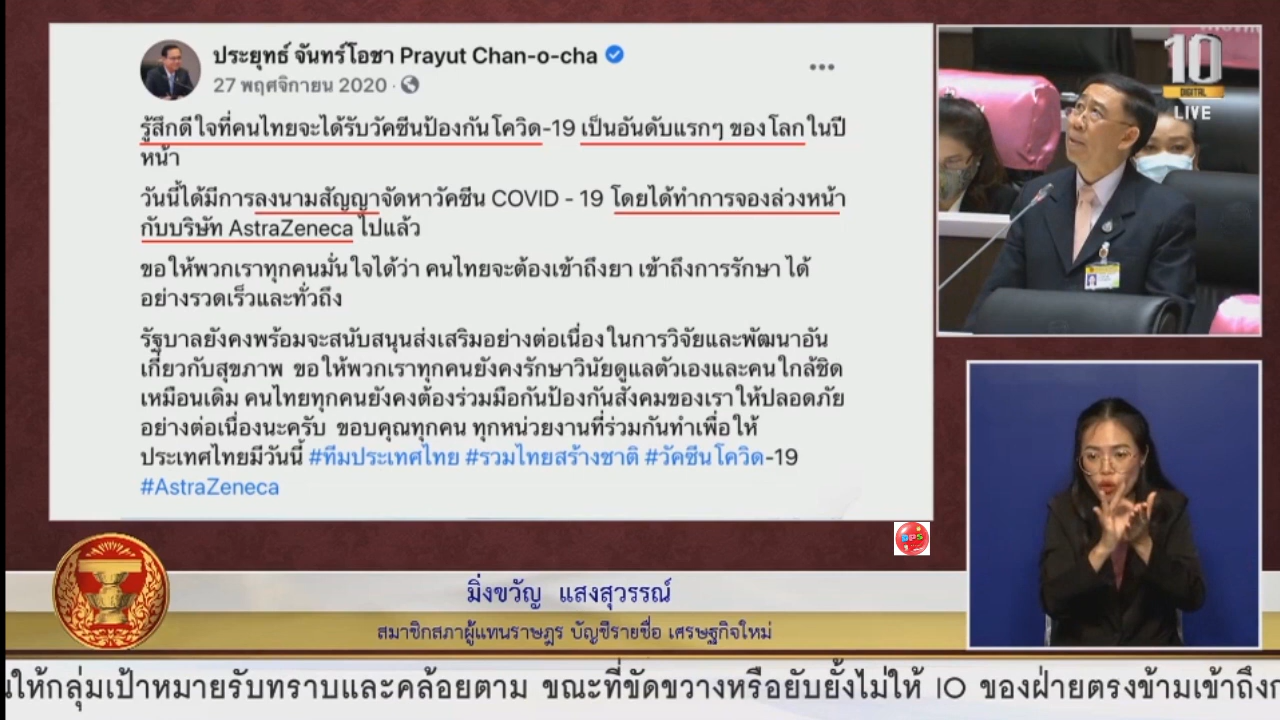 ประยุทธ์ จันทร์โอชา Prayut Chan-o-cha
27 พฤศจิกายน 2020 ·
รู้สึกดีใจที่คนไทยจะได้รับวัคซีนป้องกันโควิด-19 เป็นอันดับแรกๆ ของโลกในปี
หน้า
วันนี้ได้มีการลงนามสัญญาจัดหาวัคซีน COVID - 19 โดยได้ทำการจองล่วงหน้า
กับบริษัท AstraZeneca ไปแล้ว
ขอให้พวกเราทุกคนมั่นใจได้ว่า คนไทยจะต้องเข้าถึงยา เข้าถึงการรักษา ได้
อย่างรวดเร็วและทั่วถึง
รัฐบาลยังคงพร้อมจะสนับสนุนส่งเสริมอย่างต่อเนื่องในการวิจัยและพัฒนาอัน
เกี่ยวกับสุขภาพ ขอให้พวกเราทุกคนยังคงรักษาวินัยดูแลตัวเองและคนใกล้ชิด
เหมือนเดิม คนไทยทุกคนยังคงต้องร่วมมือกันป้องกันสังคมของเราให้ปลอดภัย
อย่างต่อเนื่องนะครับ ขอบคุณทุกคน ทุกหน่วยงานที่ร่วมกันทำเพื่อให้
ประเทศไทยมีวันนี้ #ทีมประเทศไทย #รวมไทยสร้างชาติ #วัคซีนโควิด-19
#AstraZeneca
10
DIGITAL
LIVE
DPS
มิ่งขวัญ แสงสุวรรณ์
สมาชิกสภาผู้แทนราษฎร บัญชีรายชื่อ เศรษฐกิจใหม่
นให้กลุ่มเป้าหมายรับทราบและคล้อยตาม ขณะที่ขัดขวางหรือยับยั้งไม่ให้ IO ของฝ่ายตรงข้ามเข้าถึงก